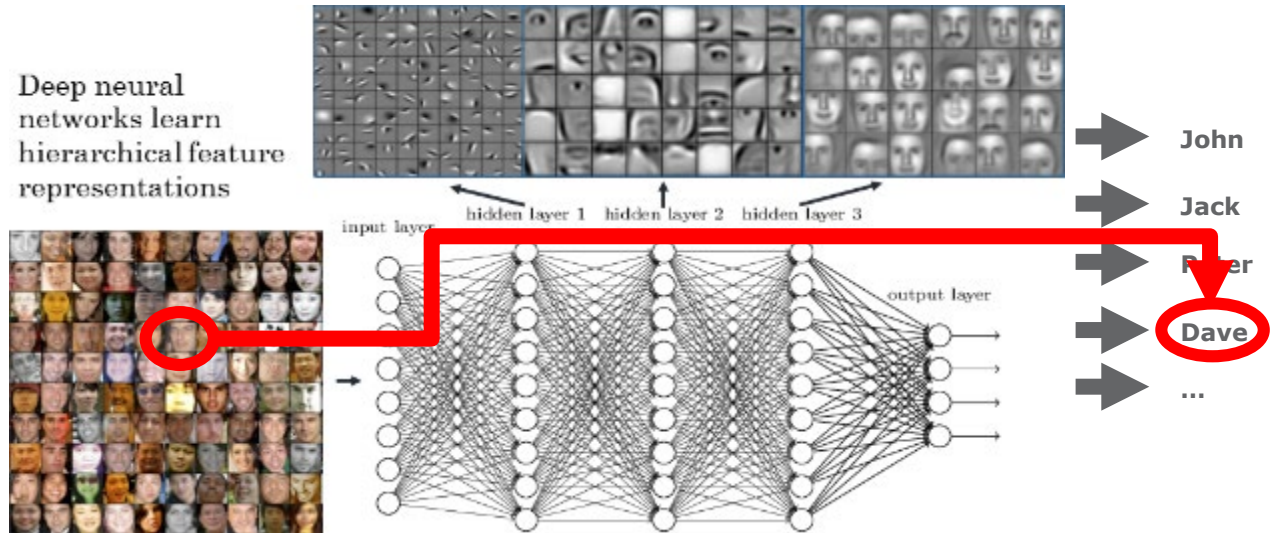 Deep neural
networks learn
hierarchical feature
representations
input layer
hidden layer 1
hidden layer 2
hidden layer 3
output layer
John
Jack
Dave
...